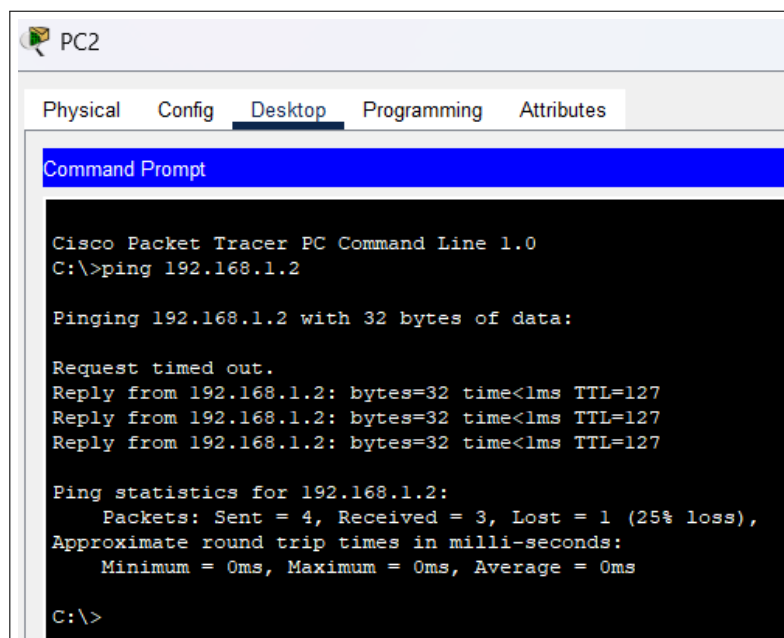 PC2
Physical Config Desktop Programming Attributes
Command Prompt
Cisco Packet Tracer PC Command Line 1.0
C:\>ping 192.168.1.2
Pinging 192.168.1.2 with 32 bytes of data:
Request timed out.
Reply from 192.168.1.2: bytes=32 time<1ms TTL=127
Reply from 192.168.1.2: bytes=32 time<1ms TTL=127
Reply from 192.168.1.2: bytes=32 time<1ms TTL=127
Ping statistics for 192.168.1.2:
Packets: Sent = 4, Received = 3, Lost = 1 (25% loss),
Approximate round trip times in milli-seconds:
Minimum = 0ms, Maximum = 0ms, Average = 0ms
C:\>